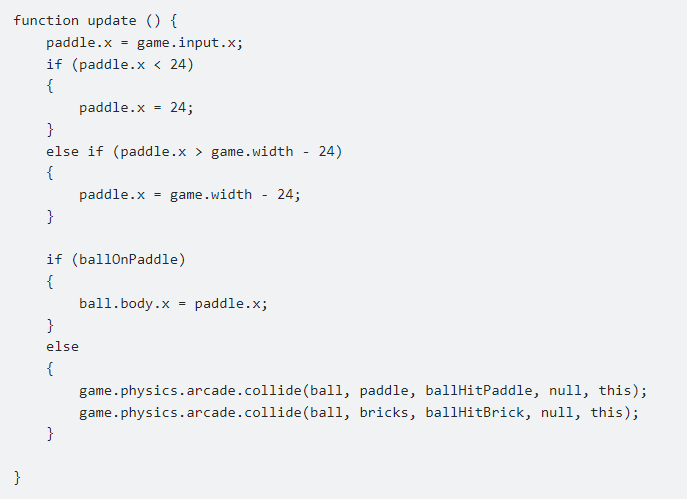 function update () {
    paddle.x = game.input.x;
    if (paddle.x < 24)
    {
        paddle.x = 24;
    }
    else if (paddle.x > game.width - 24)
    {
        paddle.x = game.width - 24;
    }

    if (ballOnPaddle)
    {
        ball.body.x = paddle.x;
    }
    else
    {
        game.physics.arcade.collide(ball, paddle, ballHitPaddle, null, this);
        game.physics.arcade.collide(ball, bricks, ballHitBrick, null, this);
    }

}